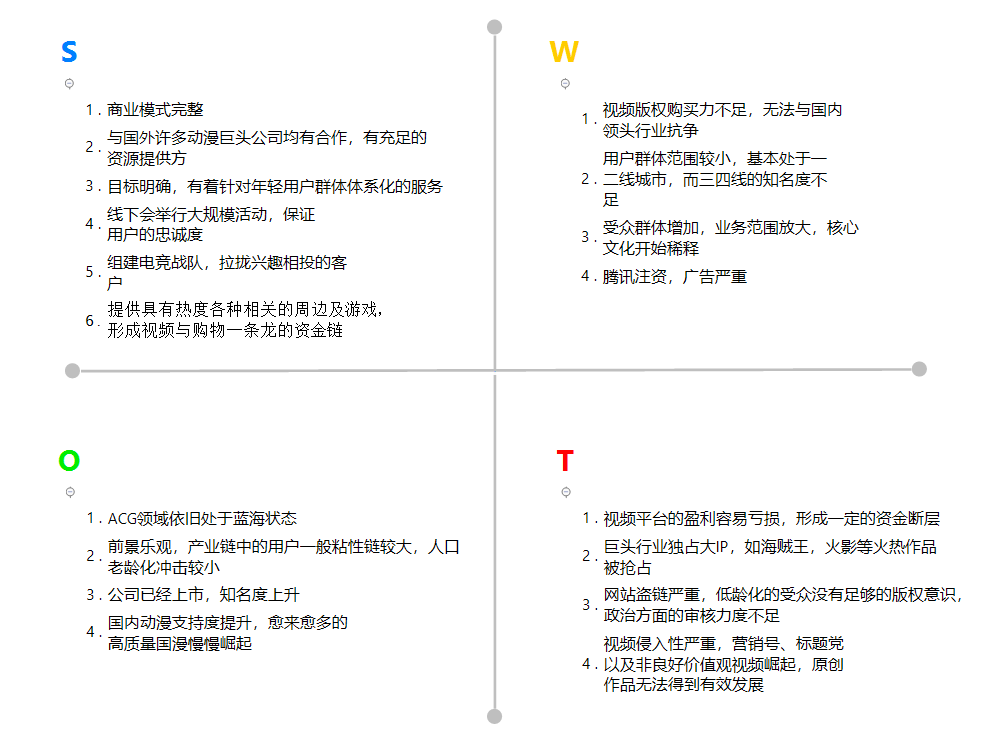 S
1. 商业模式完整
2. 与国外许多动漫巨头公司均有合作，有充足的
资源提供方
3. 目标明确，有着针对年轻用户群体体系化的服务
4. 线下会举行大规模活动，保证
用户的忠诚度
5. 组建电竞战队，拉拢兴趣相投的客
户
6. 提供具有热度各种相关的周边及游戏，
形成视频与购物一条龙的资金链
W
1. 视频版权购买力不足，无法与国内
领头行业抗争
2. 用户群体范围较小，基本处于一
二线城市，而三四线的知名度不
足
3. 受众群体增加，业务范围放大，核心
文化开始稀释
4. 腾讯注资，广告严重
O
1. ACG领域依旧处于蓝海状态
2. 前景乐观，产业链中的用户一般粘性链较大，人口
老龄化冲击较小
3. 公司已经上市，知名度上升
4. 国内动漫支持度提升，愈来愈多的
高质量国漫慢慢崛起
T
1. 视频平台的盈利容易亏损，形成一定的资金断层
2. 巨头行业独占大IP，如海贼王，火影等火热作品
被抢占
3. 网站盗链严重，低龄化的受众没有足够的版权意识，
政治方面的审核力度不足
4. 视频侵入性严重，营销号、标题党
以及非良好价值观视频崛起，原创
作品无法得到有效发展